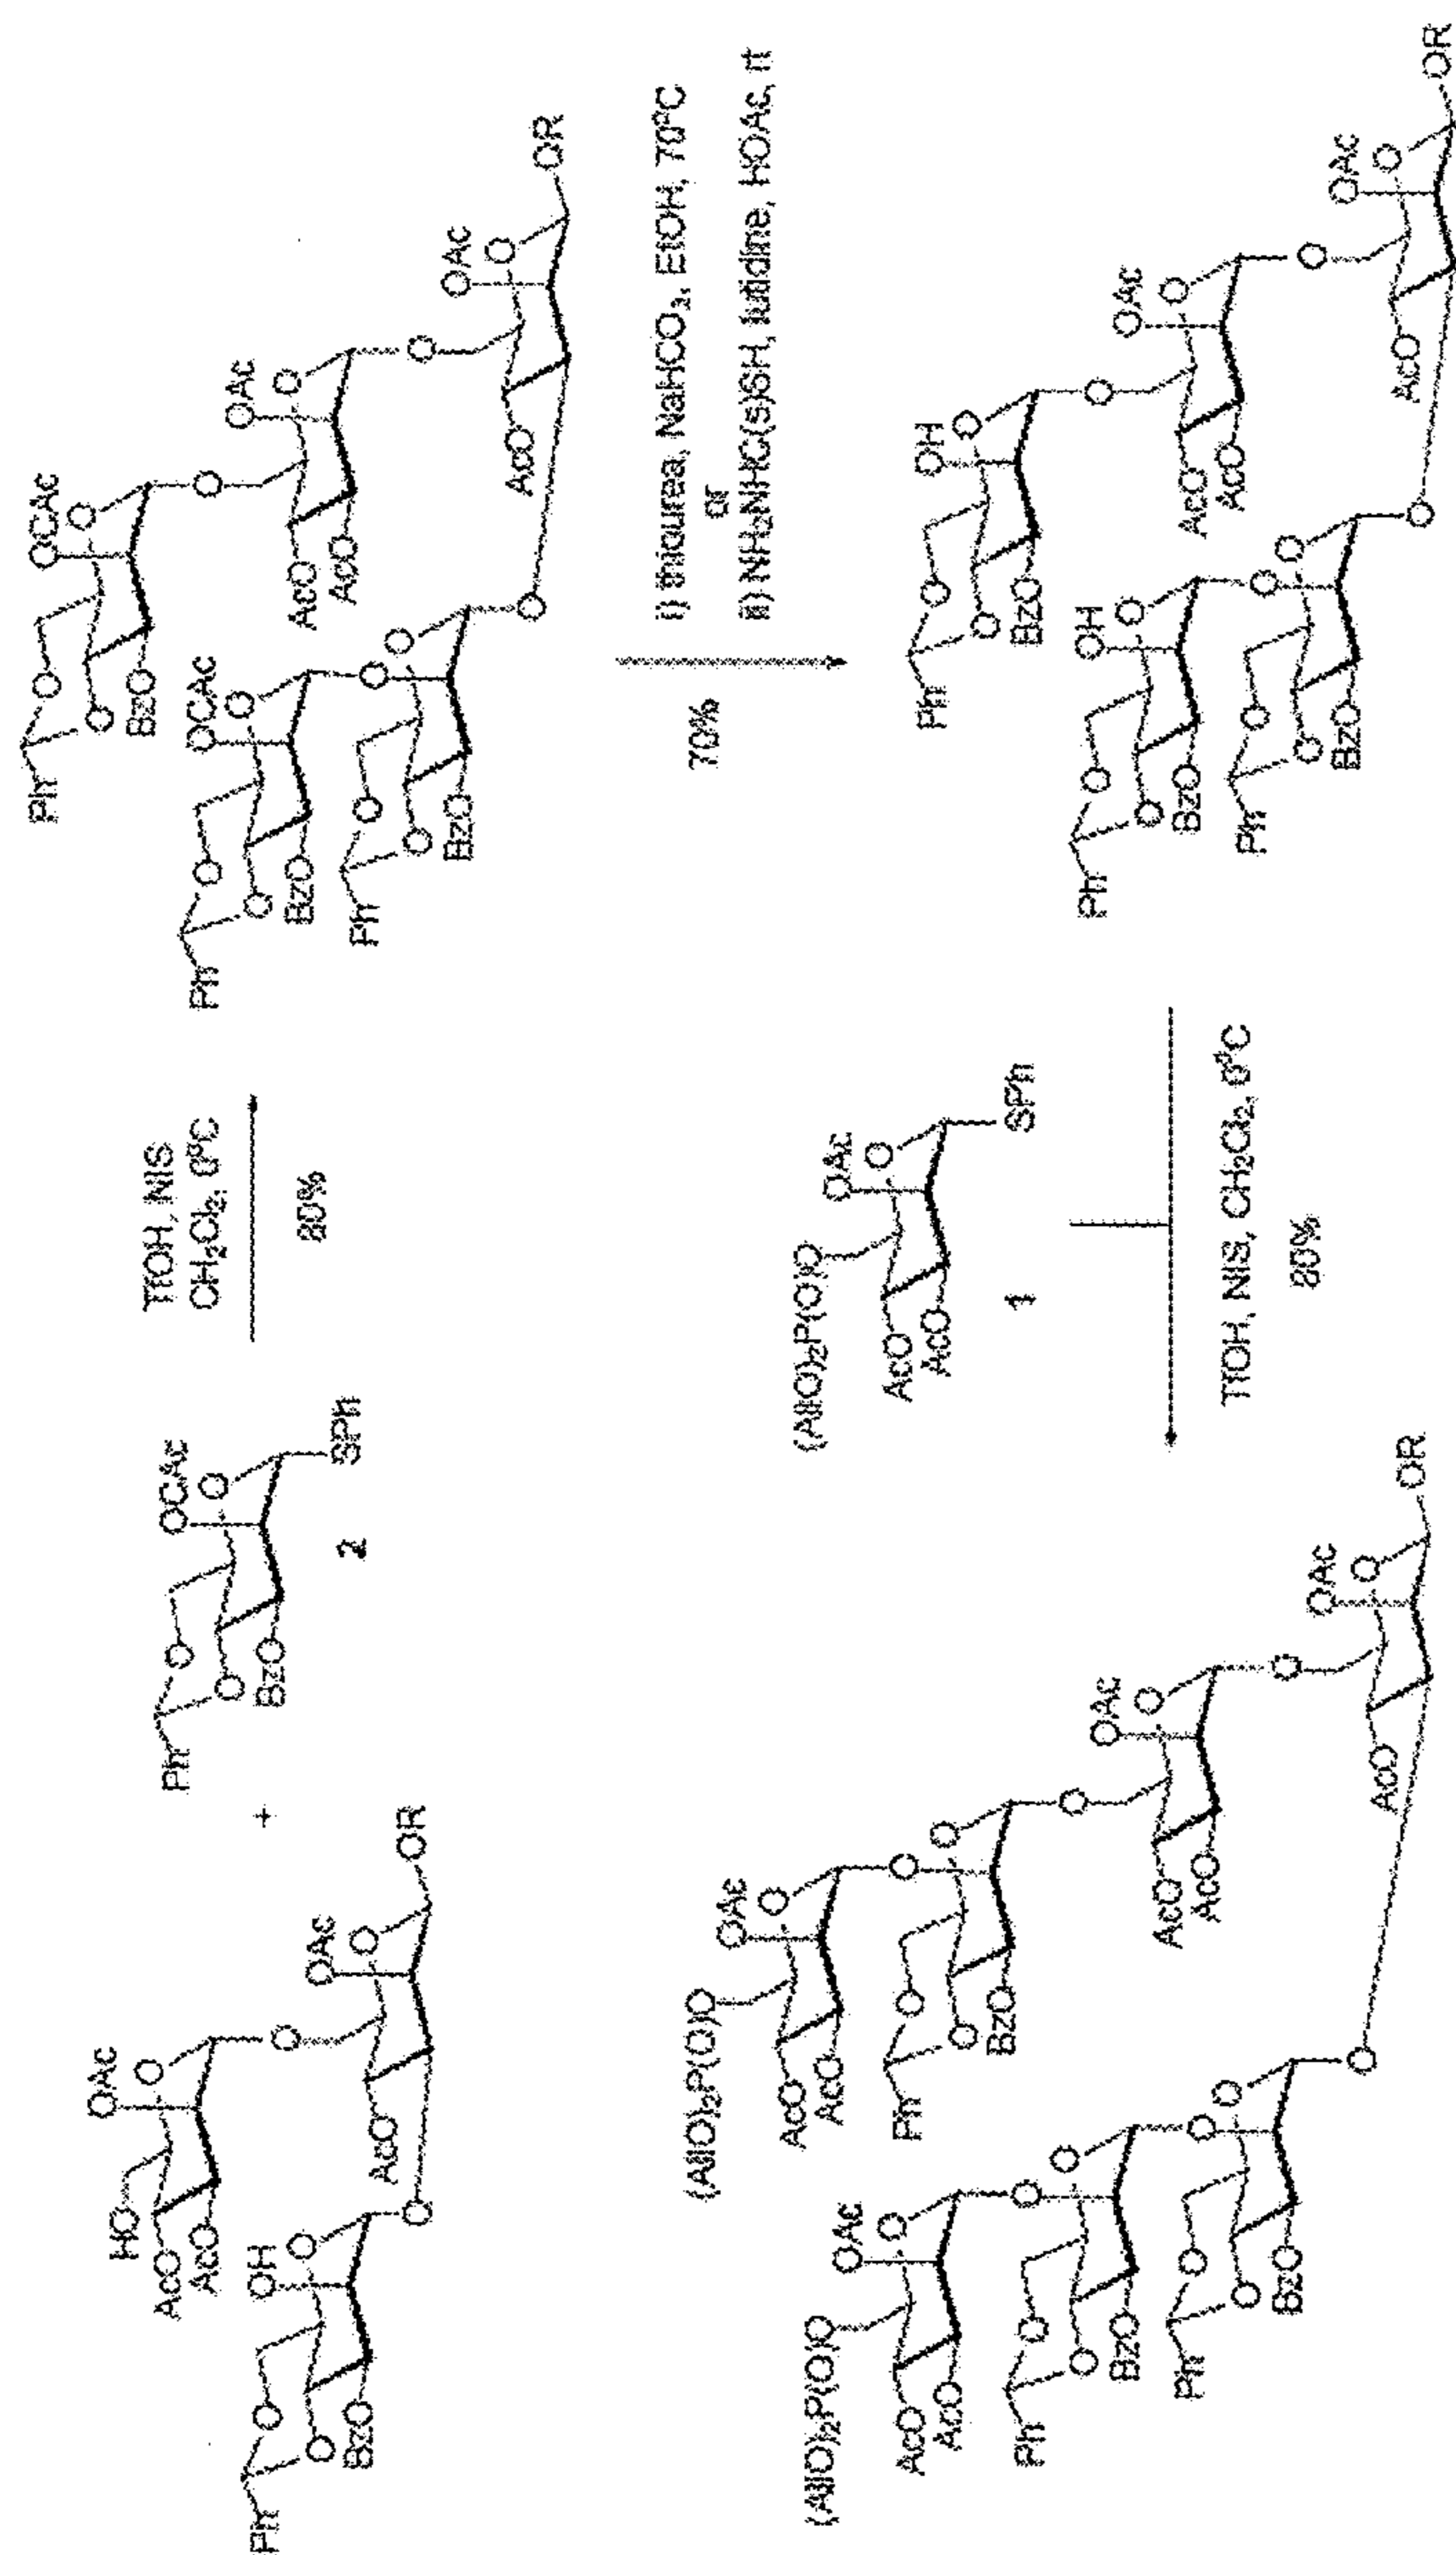 OAc
HO
AcO
AcO
O
O
OAc
O
OR
AcO
OH
O
O
O
O
BzO
Ph
+
OCAc
O
O
Ph
O
BzO
SPh
2
TfOH, NIS
CH₂Cl₂, 0⁰C
80%
OCAc
O
O
O
Ph
O
BzO
OAc
O
AcO
AcO
O
OAc
O
OR
AcO
OCAc
O
O
Ph
O
BzO
O
O
O
Ph
O
BzO
O
70%
i) thiourea, NaHCO₃, EtOH, 70⁰C
or
ii) NH₂NHC(s)SH, lutidine, HOAc, rt
OH
O
O
O
Ph
O
BzO
OAc
O
AcO
AcO
O
OAc
O
OR
AcO
OH
O
O
Ph
O
BzO
O
O
O
Ph
O
BzO
O
(AllO)₂P(O)O
OAc
O
AcO
AcO
SPh
1
TfOH, NIS, CH₂Cl₂, 0⁰C
80%
(AllO)₂P(O)O
OAc
O
AcO
AcO
O
O
O
Ph
O
BzO
O
OAc
O
AcO
AcO
O
OAc
O
OR
AcO
(AllO)₂P(O)O
OAc
O
AcO
AcO
O
O
O
Ph
O
BzO
O
O
O
Ph
O
BzO
O